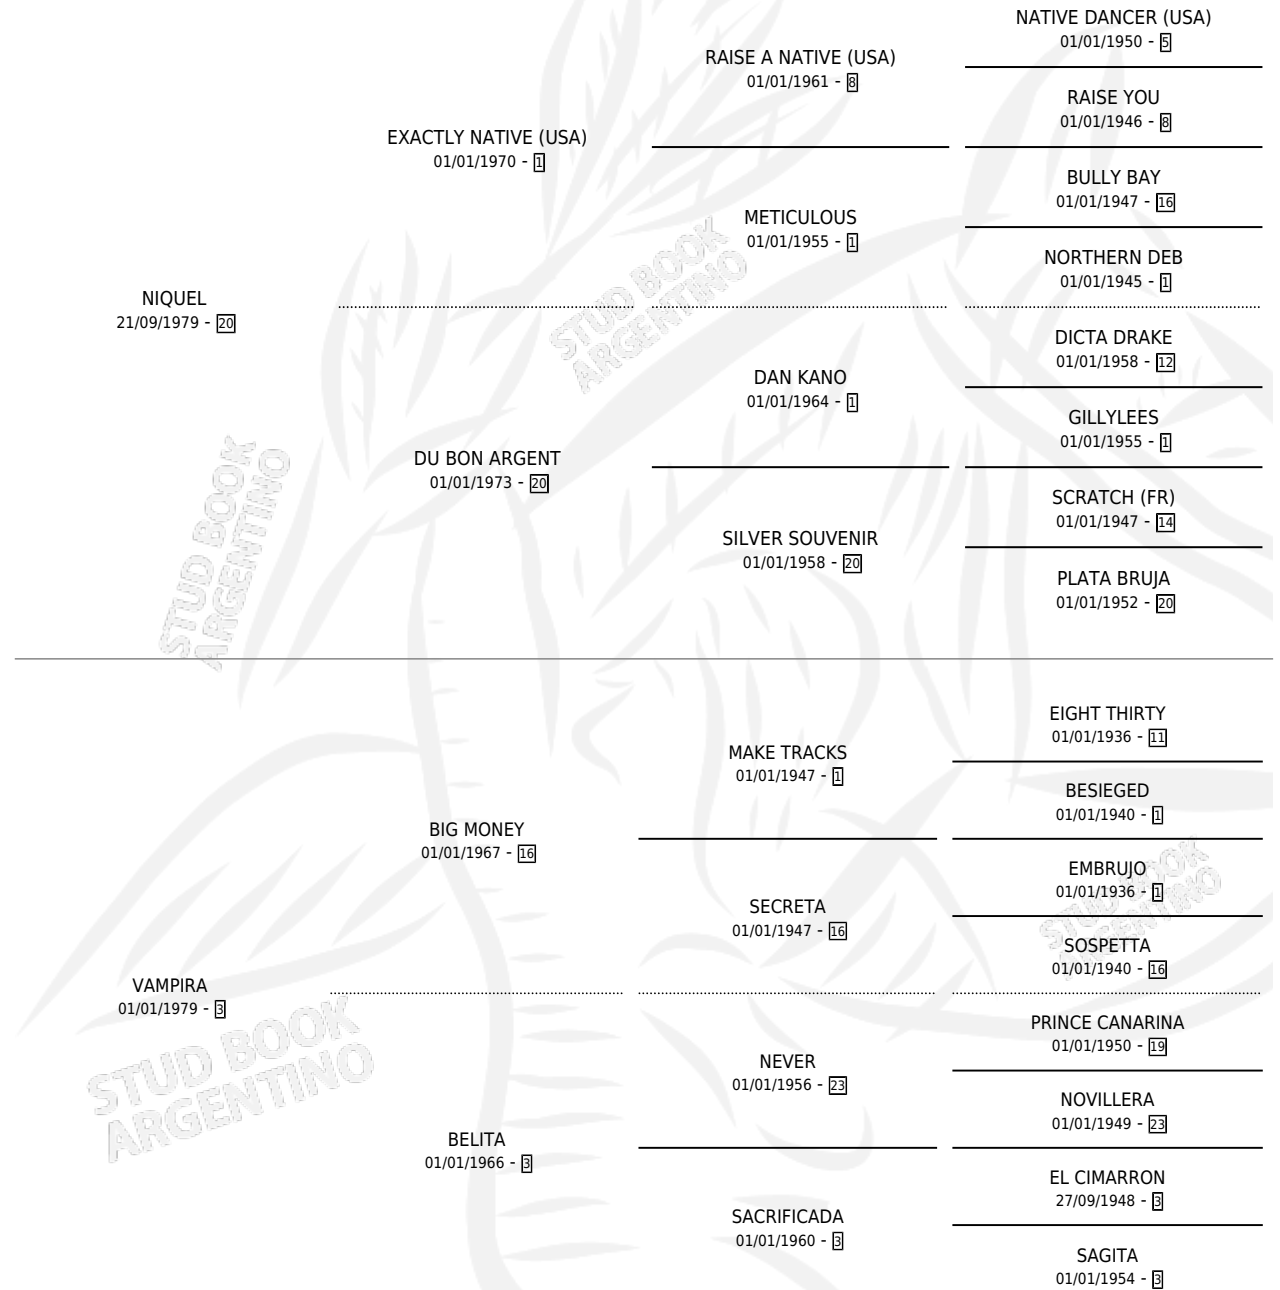 NATIVE DANCER (USA)
01/01/1950 - 5
RAISE A NATIVE (USA)
01/01/1961 - 8
RAISE YOU
01/01/1946 - 8
EXACTLY NATIVE (USA)
01/01/1970 - 1
BULLY BAY
01/01/1947 - 16
METICULOUS
01/01/1955 - 1
NORTHERN DEB
01/01/1945 - 1
NIQUEL
21/09/1979 - 20
DICTA DRAKE
01/01/1958 - 12
DAN KANO
01/01/1964 - 1
GILLYLEES
01/01/1955 - 1
DU BON ARGENT
01/01/1973 - 20
SCRATCH (FR)
01/01/1947 - 14
SILVER SOUVENIR
01/01/1958 - 20
PLATA BRUJA
01/01/1952 - 20
EIGHT THIRTY
01/01/1936 - 11
MAKE TRACKS
01/01/1947 - 1
BESIEGED
01/01/1940 - 1
BIG MONEY
01/01/1967 - 16
EMBRUJO
01/01/1936 - 1
SECRETA
01/01/1947 - 16
SOSPETTA
01/01/1940 - 16
VAMPIRA
01/01/1979 - 3
PRINCE CANARINA
01/01/1950 - 19
NEVER
01/01/1956 - 23
NOVILLERA
01/01/1949 - 23
BELITA
01/01/1966 - 3
EL CIMARRON
27/09/1948 - 3
SACRIFICADA
01/01/1960 - 3
SAGITA
01/01/1954 - 3
STUD BOOK
ARGENTINO
STUD BOOK
ARGENTINO
STUD BOOK
ARGENTINO
STUD BOOK
ARGENTINO